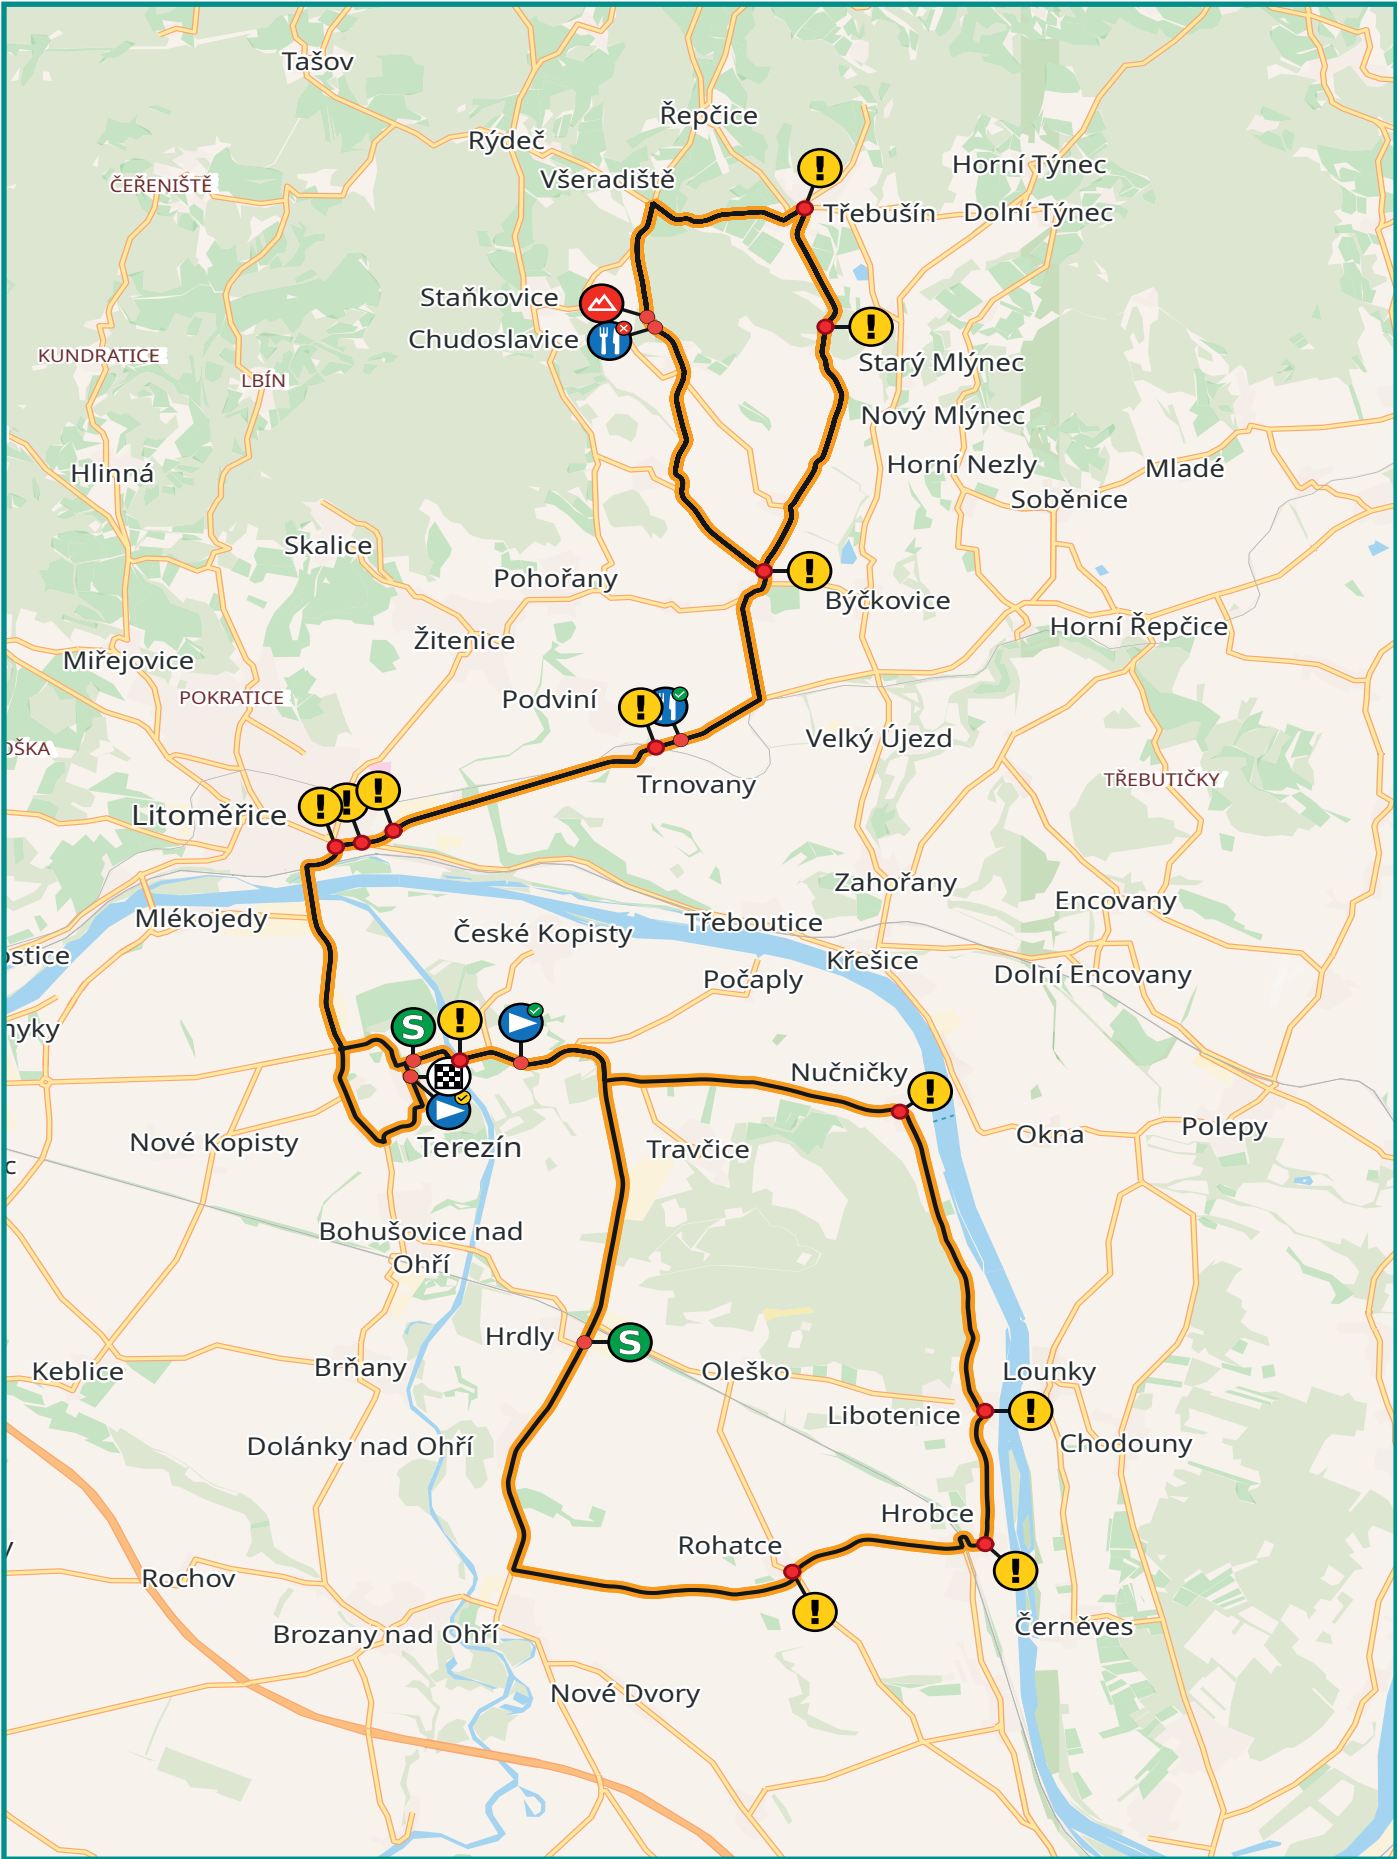 Tašov
Řepčice
Rýdeč
Všeradiště
Horní Týnec
ČEŘENIŠTĚ
!
Třebušín
Dolní Týnec
Staňkovice
Chudoslavice
!
KUNDRATICE
LBÍN
Starý Mlýnec
Nový Mlýnec
Hlinná
Horní Nezly
Mladé
Soběnice
Skalice
Pohořany
!
Býčkovice
Žitenice
Horní Řepčice
Miřejovice
POKRATICE
Podviní
!
OŠKA
Velký Újezd
Trnovany
TŘEBUTIČKY
Litoměřice
!
!
!
Zahořany
Encovany
Mlékojedy
České Kopisty
Třeboutice
ostice
Křešice
Počaply
Dolní Encovany
nyky
S
!
Nučničky
!
Nové Kopisty
Terezín
Travčice
Okna
Polepy
c
Bohušovice nad
Ohří
Hrdly
S
Keblice
Brňany
Oleško
Lounky
Libotenice
!
Dolánky nad Ohří
Chodouny
Hrobce
y
Rohatce
Rochov
!
!
Brozany nad Ohří
Černěves
Nové Dvory